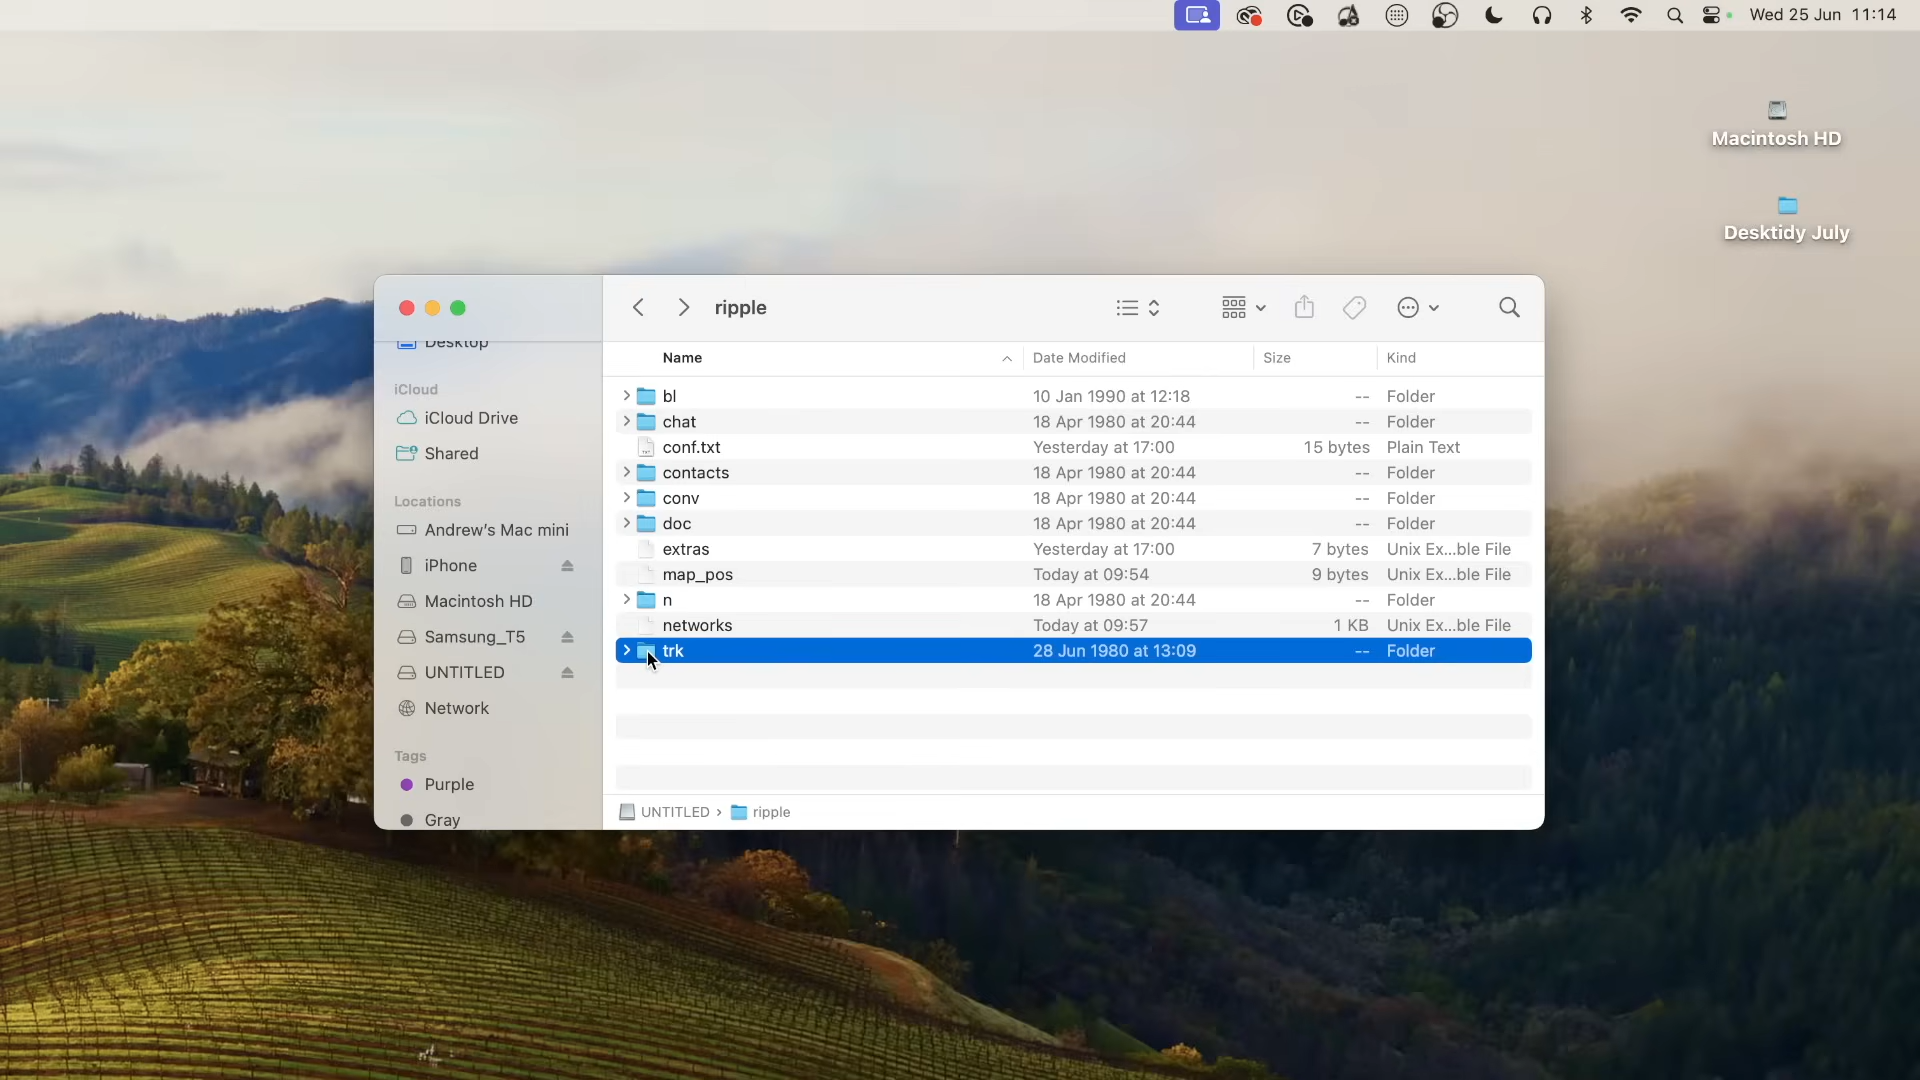 Wed 25 Jun 11:14
Macintosh HD
Desktidy July
ripple
Desktop
iCloud
iCloud Drive
Shared
Locations
Andrew's Mac mini
iPhone
Macintosh HD
Samsung_T5
UNTITLED
Network
Tags
Purple
Gray
Name Date Modified Size Kind
bl 10 Jan 1990 at 12:18 -- Folder
chat 18 Apr 1980 at 20:44 -- Folder
conf.txt Yesterday at 17:00 15 bytes Plain Text
contacts 18 Apr 1980 at 20:44 -- Folder
conv 18 Apr 1980 at 20:44 -- Folder
doc 18 Apr 1980 at 20:44 -- Folder
extras Yesterday at 17:00 7 bytes Unix Ex...ble File
map_pos Today at 09:54 9 bytes Unix Ex...ble File
n 18 Apr 1980 at 20:44 -- Folder
networks Today at 09:57 1 KB Unix Ex...ble File
trk 28 Jun 1980 at 13:09 -- Folder
UNTITLED › ripple